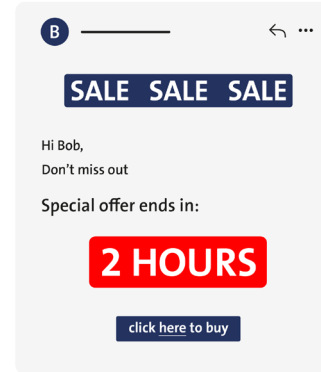 B
SALE SALE SALE
Hi Bob,
Don’t miss out
Special offer ends in:
2 HOURS
click here to buy